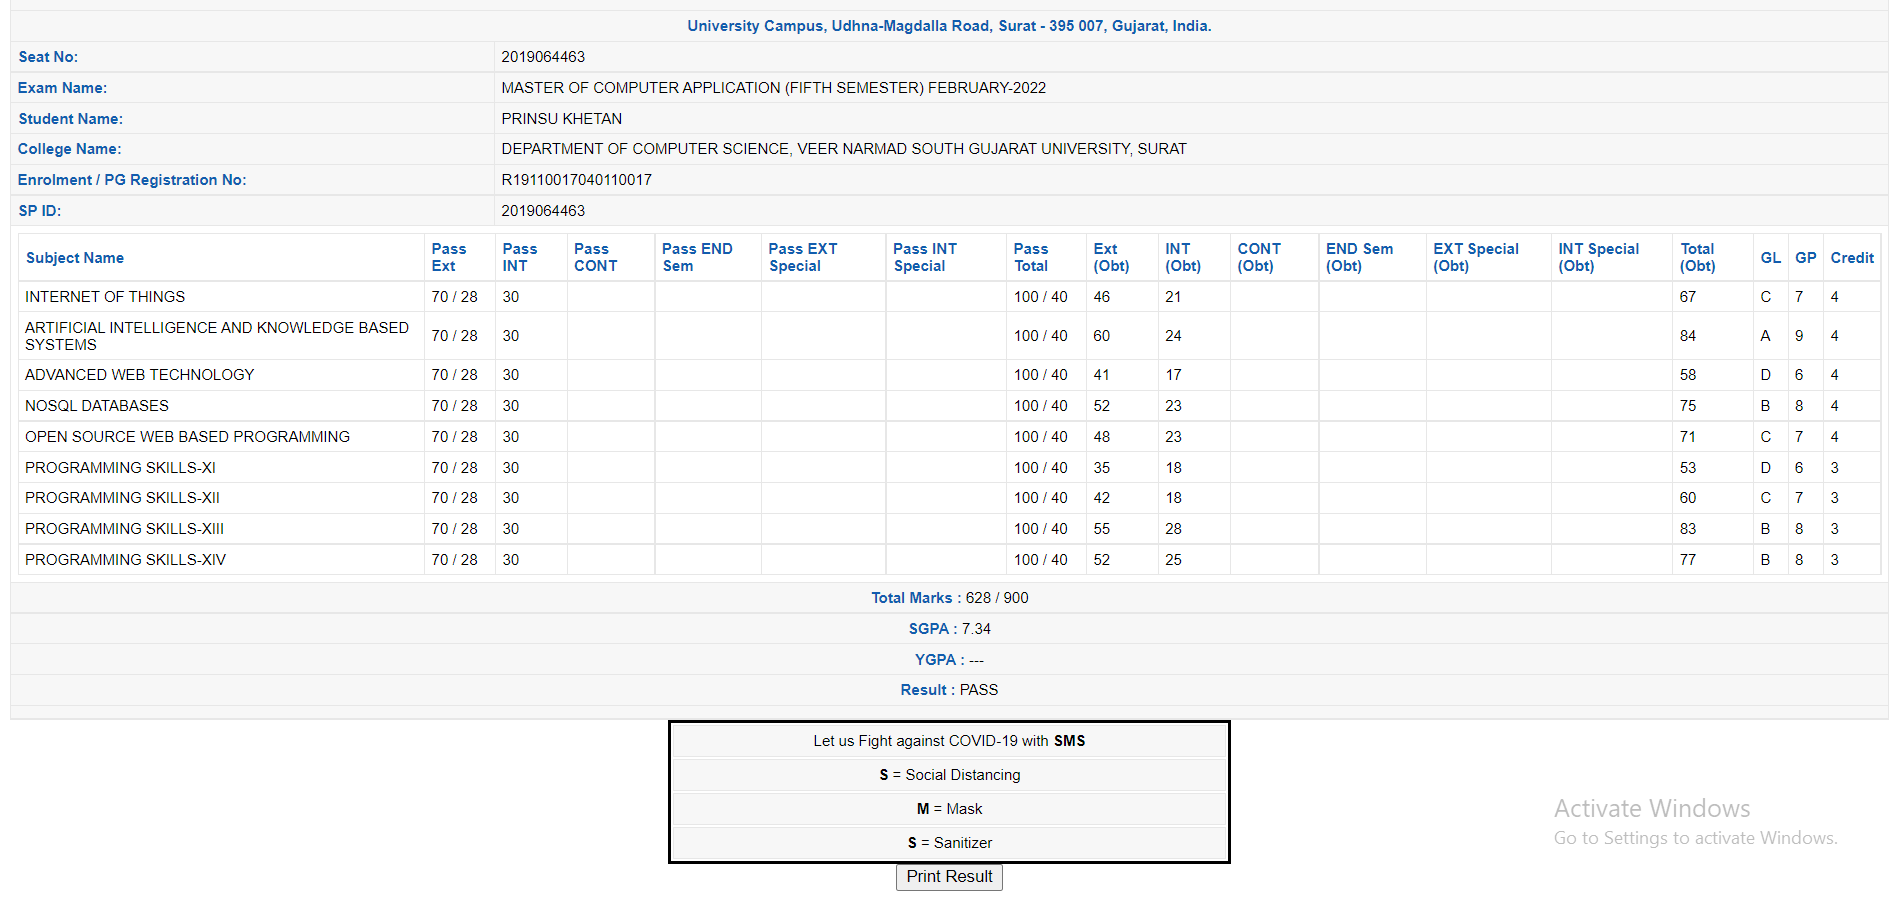 University Campus, Udhna-Magdalla Road, Surat - 395 007, Gujarat, India.
Seat No: 2019064463
Exam Name: MASTER OF COMPUTER APPLICATION (FIFTH SEMESTER) FEBRUARY-2022
Student Name: PRINSU KHETAN
College Name: DEPARTMENT OF COMPUTER SCIENCE, VEER NARMAD SOUTH GUJARAT UNIVERSITY, SURAT
Enrolment / PG Registration No: R19110017040110017
SP ID: 2019064463
Subject Name Pass Ext Pass INT Pass CONT Pass END Sem Pass EXT Special Pass INT Special Pass Total Ext (Obt) INT (Obt) CONT (Obt) END Sem (Obt) EXT Special (Obt) INT Special (Obt) Total (Obt) GL GP Credit
INTERNET OF THINGS 70 / 28 30 100 / 40 46 21 67 C 7 4
ARTIFICIAL INTELLIGENCE AND KNOWLEDGE BASED SYSTEMS 70 / 28 30 100 / 40 60 24 84 A 9 4
ADVANCED WEB TECHNOLOGY 70 / 28 30 100 / 40 41 17 58 D 6 4
NOSQL DATABASES 70 / 28 30 100 / 40 52 23 75 B 8 4
OPEN SOURCE WEB BASED PROGRAMMING 70 / 28 30 100 / 40 48 23 71 C 7 4
PROGRAMMING SKILLS-XI 70 / 28 30 100 / 40 35 18 53 D 6 3
PROGRAMMING SKILLS-XII 70 / 28 30 100 / 40 42 18 60 C 7 3
PROGRAMMING SKILLS-XIII 70 / 28 30 100 / 40 55 28 83 B 8 3
PROGRAMMING SKILLS-XIV 70 / 28 30 100 / 40 52 25 77 B 8 3
Total Marks : 628 / 900
SGPA : 7.34
YGPA : ---
Result : PASS
Let us Fight against COVID-19 with SMS
S = Social Distancing
M = Mask
S = Sanitizer
Print Result
Activate Windows
Go to Settings to activate Windows.